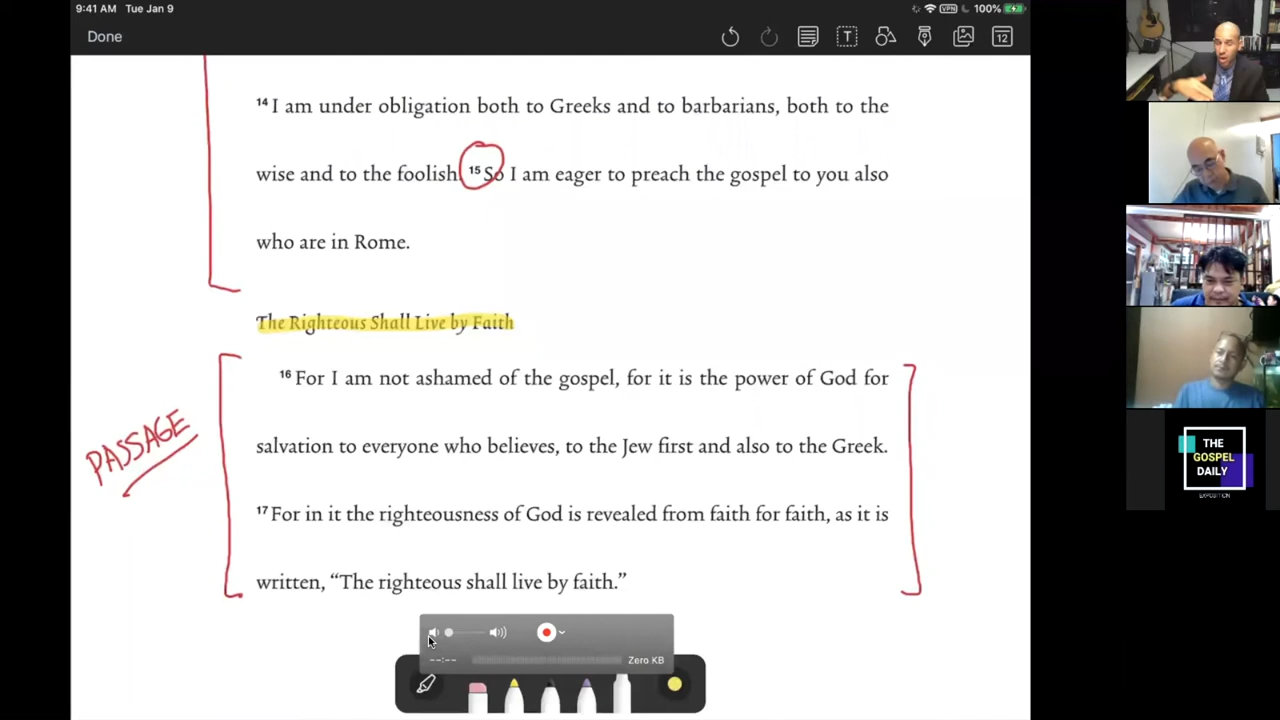 9:41 AM Tue Jan 9
VPN
100%
Done
T
12
14 I am under obligation both to Greeks and to barbarians, both to the
wise and to the foolish. 15 So I am eager to preach the gospel to you also
who are in Rome.
The Righteous Shall Live by Faith
16 For I am not ashamed of the gospel, for it is the power of God for
salvation to everyone who believes, to the Jew first and also to the Greek.
17 For in it the righteousness of God is revealed from faith for faith, as it is
written, “The righteous shall live by faith.”
PASSAGE
--:--
Zero KB
THE
GOSPEL
DAILY
EXPOSITION